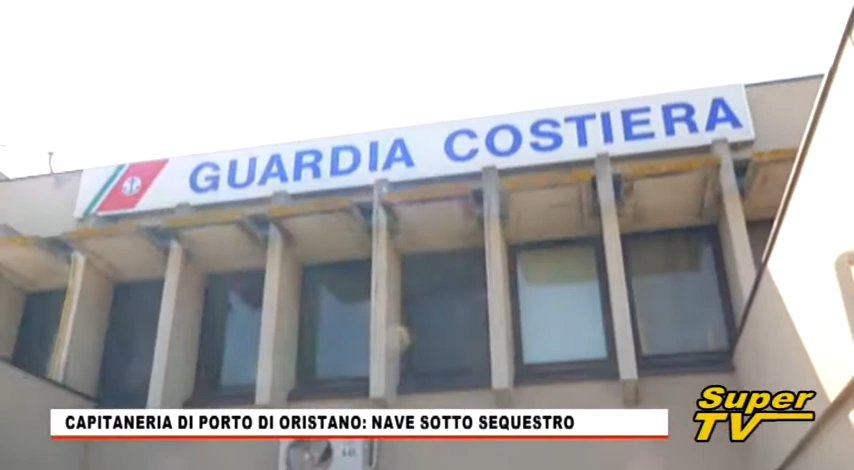 GUARDIA COSTIERA
CAPITANERIA DI PORTO DI ORISTANO: NAVE SOTTO SEQUESTRO
Super
TV